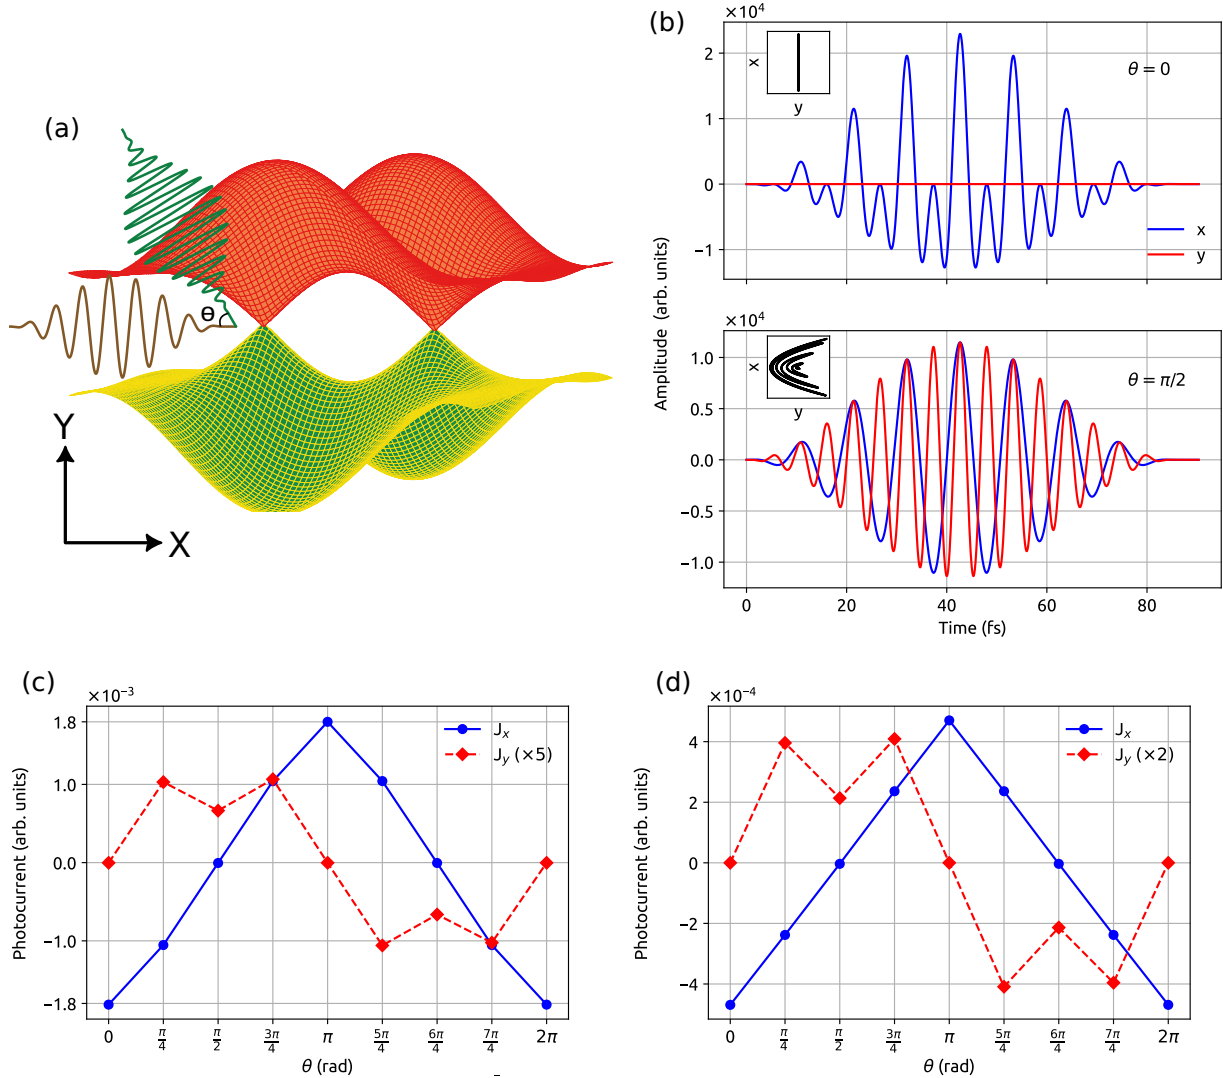 (a)
θ
Y
X
(b)
×10⁴
x
y
θ = 0
2
1
0
−1
x
y
Amplitude (arb. units)
×10⁴
x
y
θ = π/2
1.0
0.5
0.0
−0.5
−1.0
0 20 40 60 80
Time (fs)
(c)
×10⁻³
J_x
J_y (×5)
1.8
1.0
0.0
−1.0
−1.8
Photocurrent (arb. units)
0 π/4 π/2 3π/4 π 5π/4 6π/4 7π/4 2π
θ (rad)
(d)
×10⁻⁴
J_x
J_y (×2)
4
2
0
−2
−4
Photocurrent (arb. units)
0 π/4 π/2 3π/4 π 5π/4 6π/4 7π/4 2π
θ (rad)